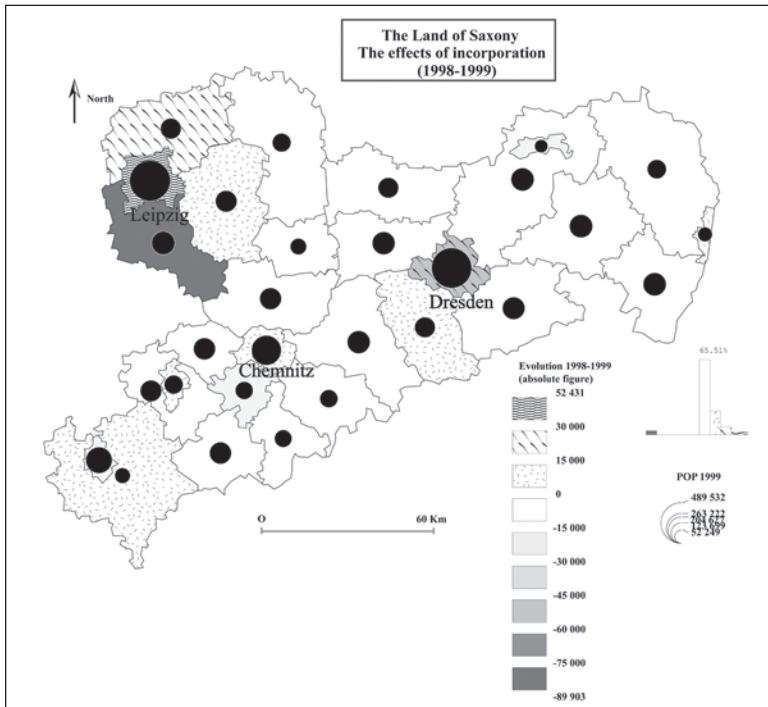 The Land of Saxony
The effects of incorporation
(1998-1999)
North
Leipzig
Dresden
Chemnitz
O 60 Km
Evolution 1998-1999
(absolute figure)
52 431
30 000
15 000
0
-15 000
-30 000
-45 000
-60 000
-75 000
-89 903
65.51%
POP 1999
489 532
263 222
52 249